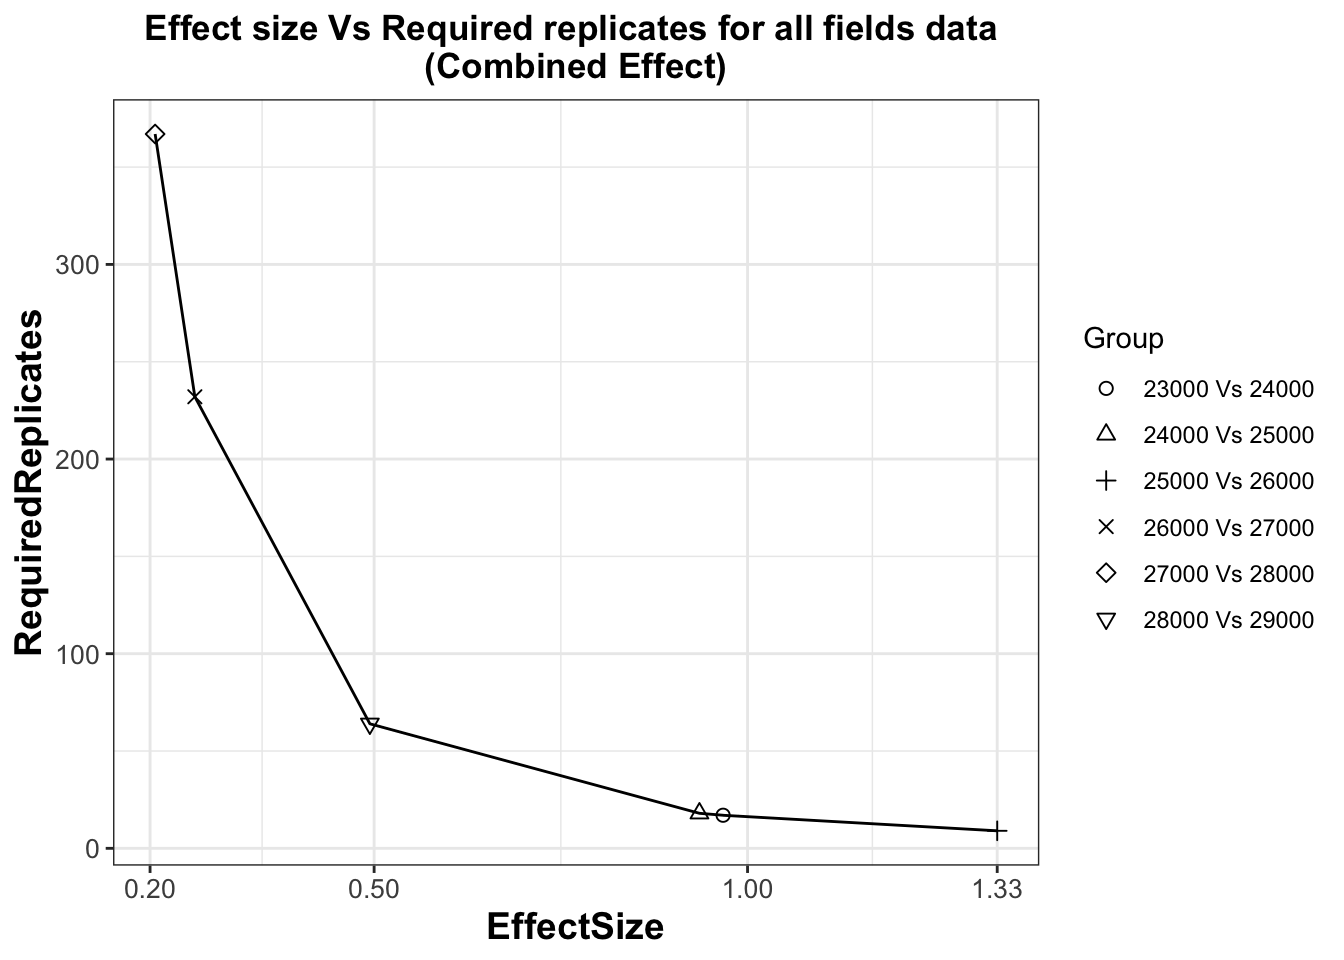 Effect size Vs Required replicates for all fields data
(Combined Effect)
RequiredReplicates
300
200
100
0
0.20
0.50
1.00
1.33
EffectSize
Group
23000 Vs 24000
24000 Vs 25000
25000 Vs 26000
26000 Vs 27000
27000 Vs 28000
28000 Vs 29000